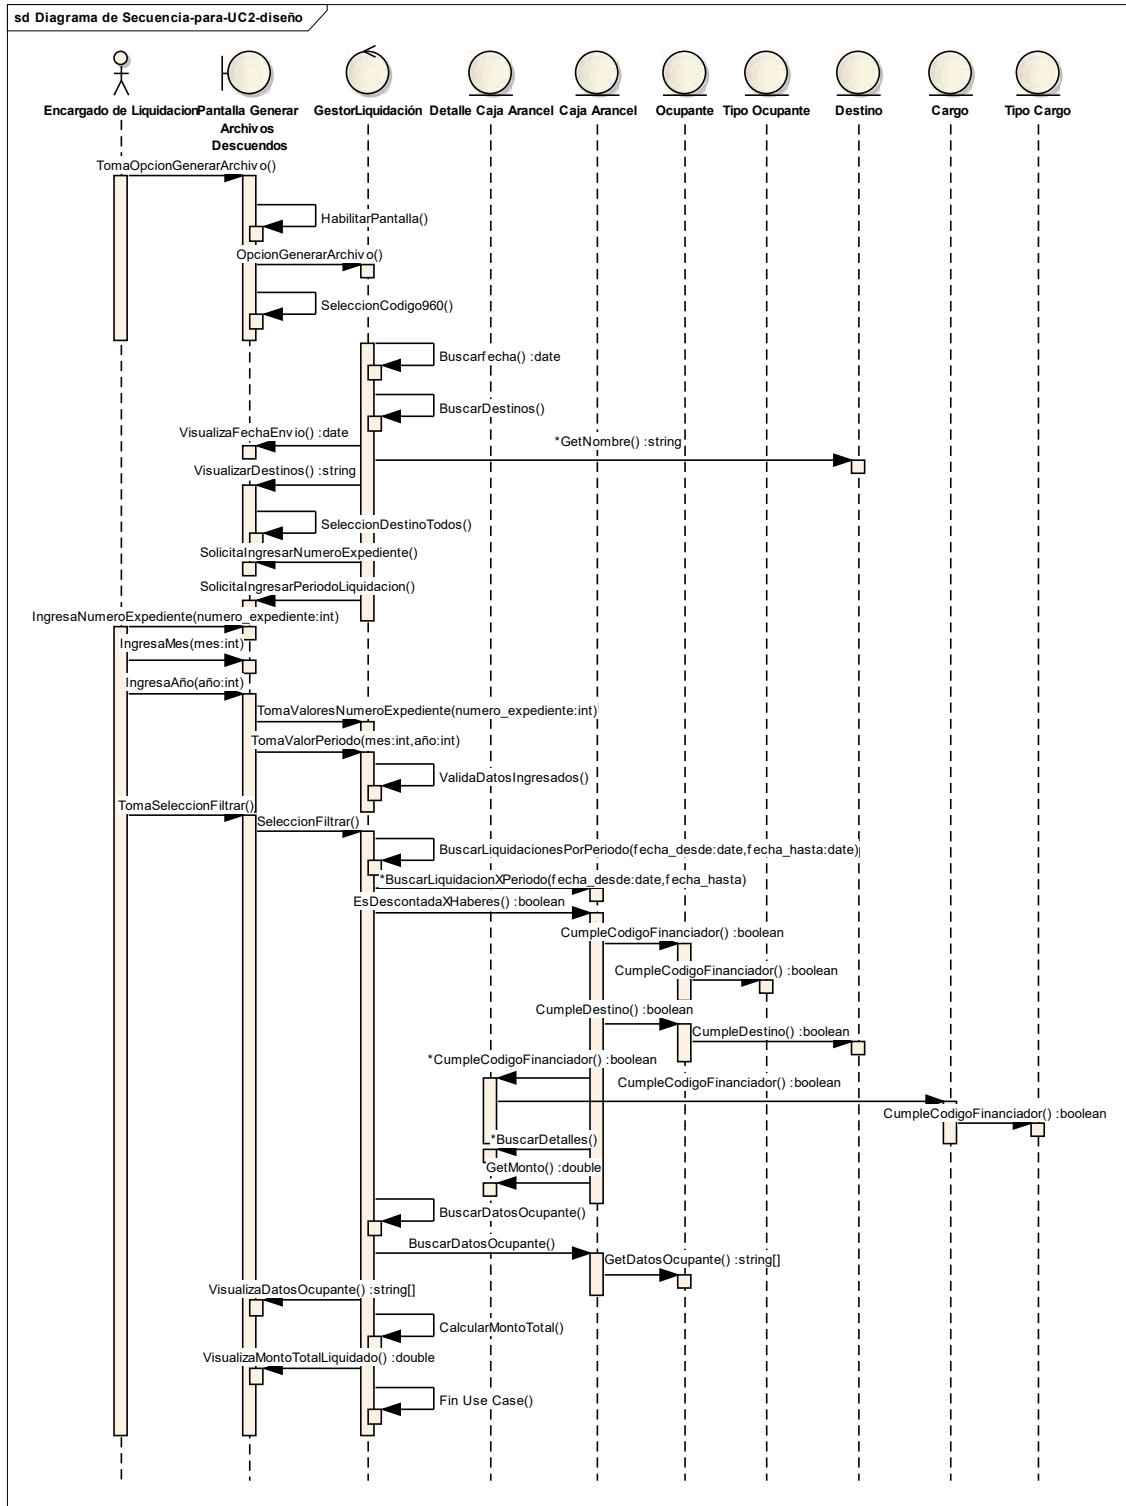 sd Diagrama de Secuencia-para-UC2-diseño
Encargado de Liquidacion
Pantalla Generar
Archivos
Descuendos
GestorLiquidación
Detalle Caja Arancel
Caja Arancel
Ocupante
Tipo Ocupante
Destino
Cargo
Tipo Cargo
TomaOpcionGenerarArchivo()
HabilitarPantalla()
OpcionGenerarArchivo()
SeleccionCodigo960()
Buscarfecha() :date
BuscarDestinos()
VisualizaFechaEnvio() :date
*GetNombre() :string
VisualizarDestinos() :string
SeleccionDestinoTodos()
SolicitaIngresarNumeroExpediente()
SolicitaIngresarPeriodoLiquidacion()
IngresaNumeroExpediente(numero_expediente:int)
IngresaMes(mes:int)
IngresaAño(año:int)
TomaValoresNumeroExpediente(numero_expediente:int)
TomaValorPeriodo(mes:int,año:int)
ValidaDatosIngresados()
TomaSeleccionFiltrar()
SeleccionFiltrar()
BuscarLiquidacionesPorPeriodo(fecha_desde:date,fecha_hasta:date)
*BuscarLiquidacionXPeriodo(fecha_desde:date,fecha_hasta)
EsDescontadaXHaberes() :boolean
CumpleCodigoFinanciador() :boolean
CumpleCodigoFinanciador() :boolean
CumpleDestino() :boolean
CumpleDestino() :boolean
*CumpleCodigoFinanciador() :boolean
CumpleCodigoFinanciador() :boolean
CumpleCodigoFinanciador() :boolean
*BuscarDetalles()
GetMonto() :double
BuscarDatosOcupante()
BuscarDatosOcupante()
GetDatosOcupante() :string[]
VisualizaDatosOcupante() :string[]
CalcularMontoTotal()
VisualizaMontoTotalLiquidado() :double
Fin Use Case()